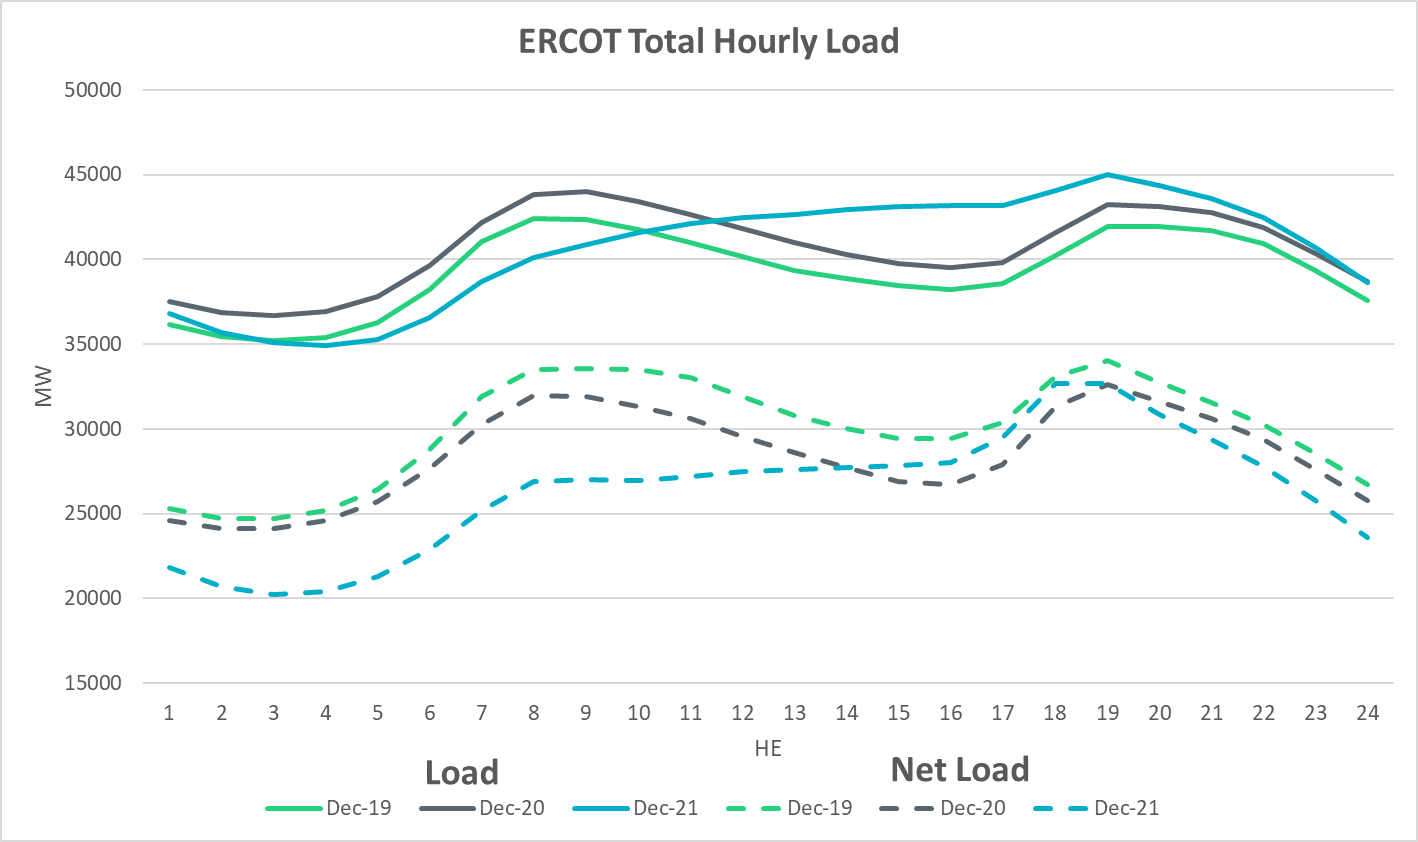 ERCOT Total Hourly Load
50000
45000
40000
35000
30000
25000
20000
15000
MW
1 2 3 4 5 6 7 8 9 10 11 12 13 14 15 16 17 18 19 20 21 22 23 24
HE
Load Net Load
Dec-19 Dec-20 Dec-21 Dec-19 Dec-20 Dec-21